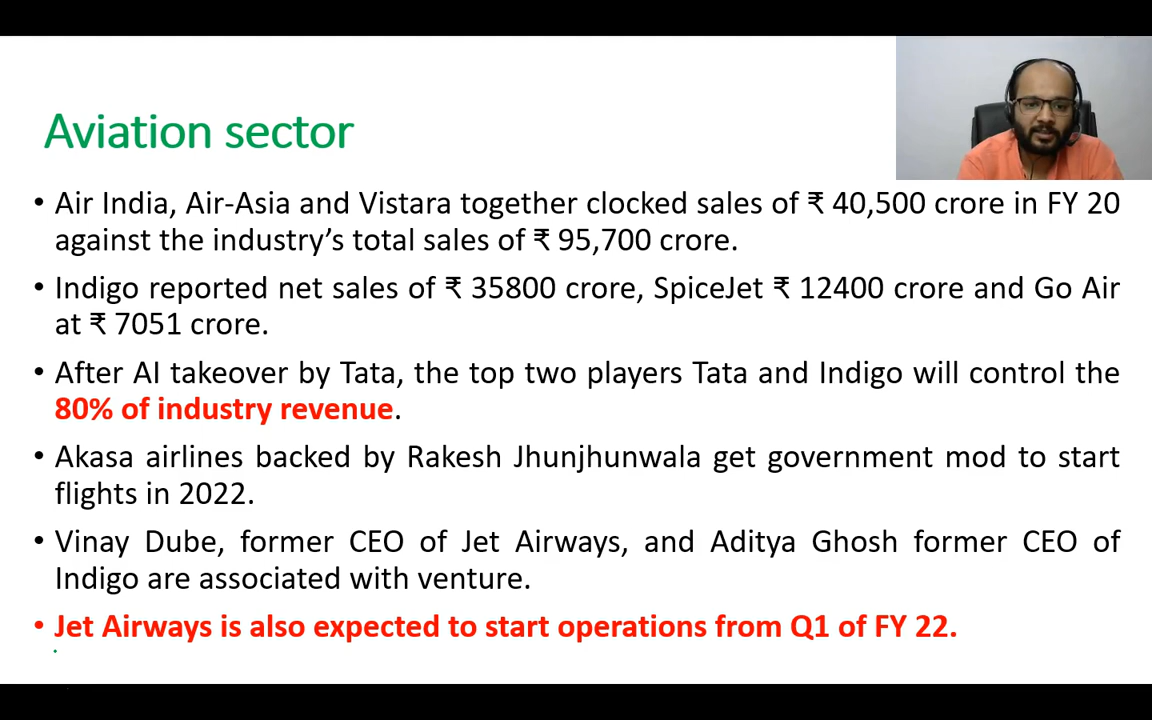 Aviation sector
• Air India, Air-Asia and Vistara together clocked sales of ₹ 40,500 crore in FY 20
against the industry's total sales of ₹ 95,700 crore.
• Indigo reported net sales of ₹ 35800 crore, SpiceJet ₹ 12400 crore and Go Air
at ₹ 7051 crore.
• After AI takeover by Tata, the top two players Tata and Indigo will control the
80% of industry revenue.
• Akasa airlines backed by Rakesh Jhunjhunwala get government mod to start
flights in 2022.
• Vinay Dube, former CEO of Jet Airways, and Aditya Ghosh former CEO of
Indigo are associated with venture.
• Jet Airways is also expected to start operations from Q1 of FY 22.